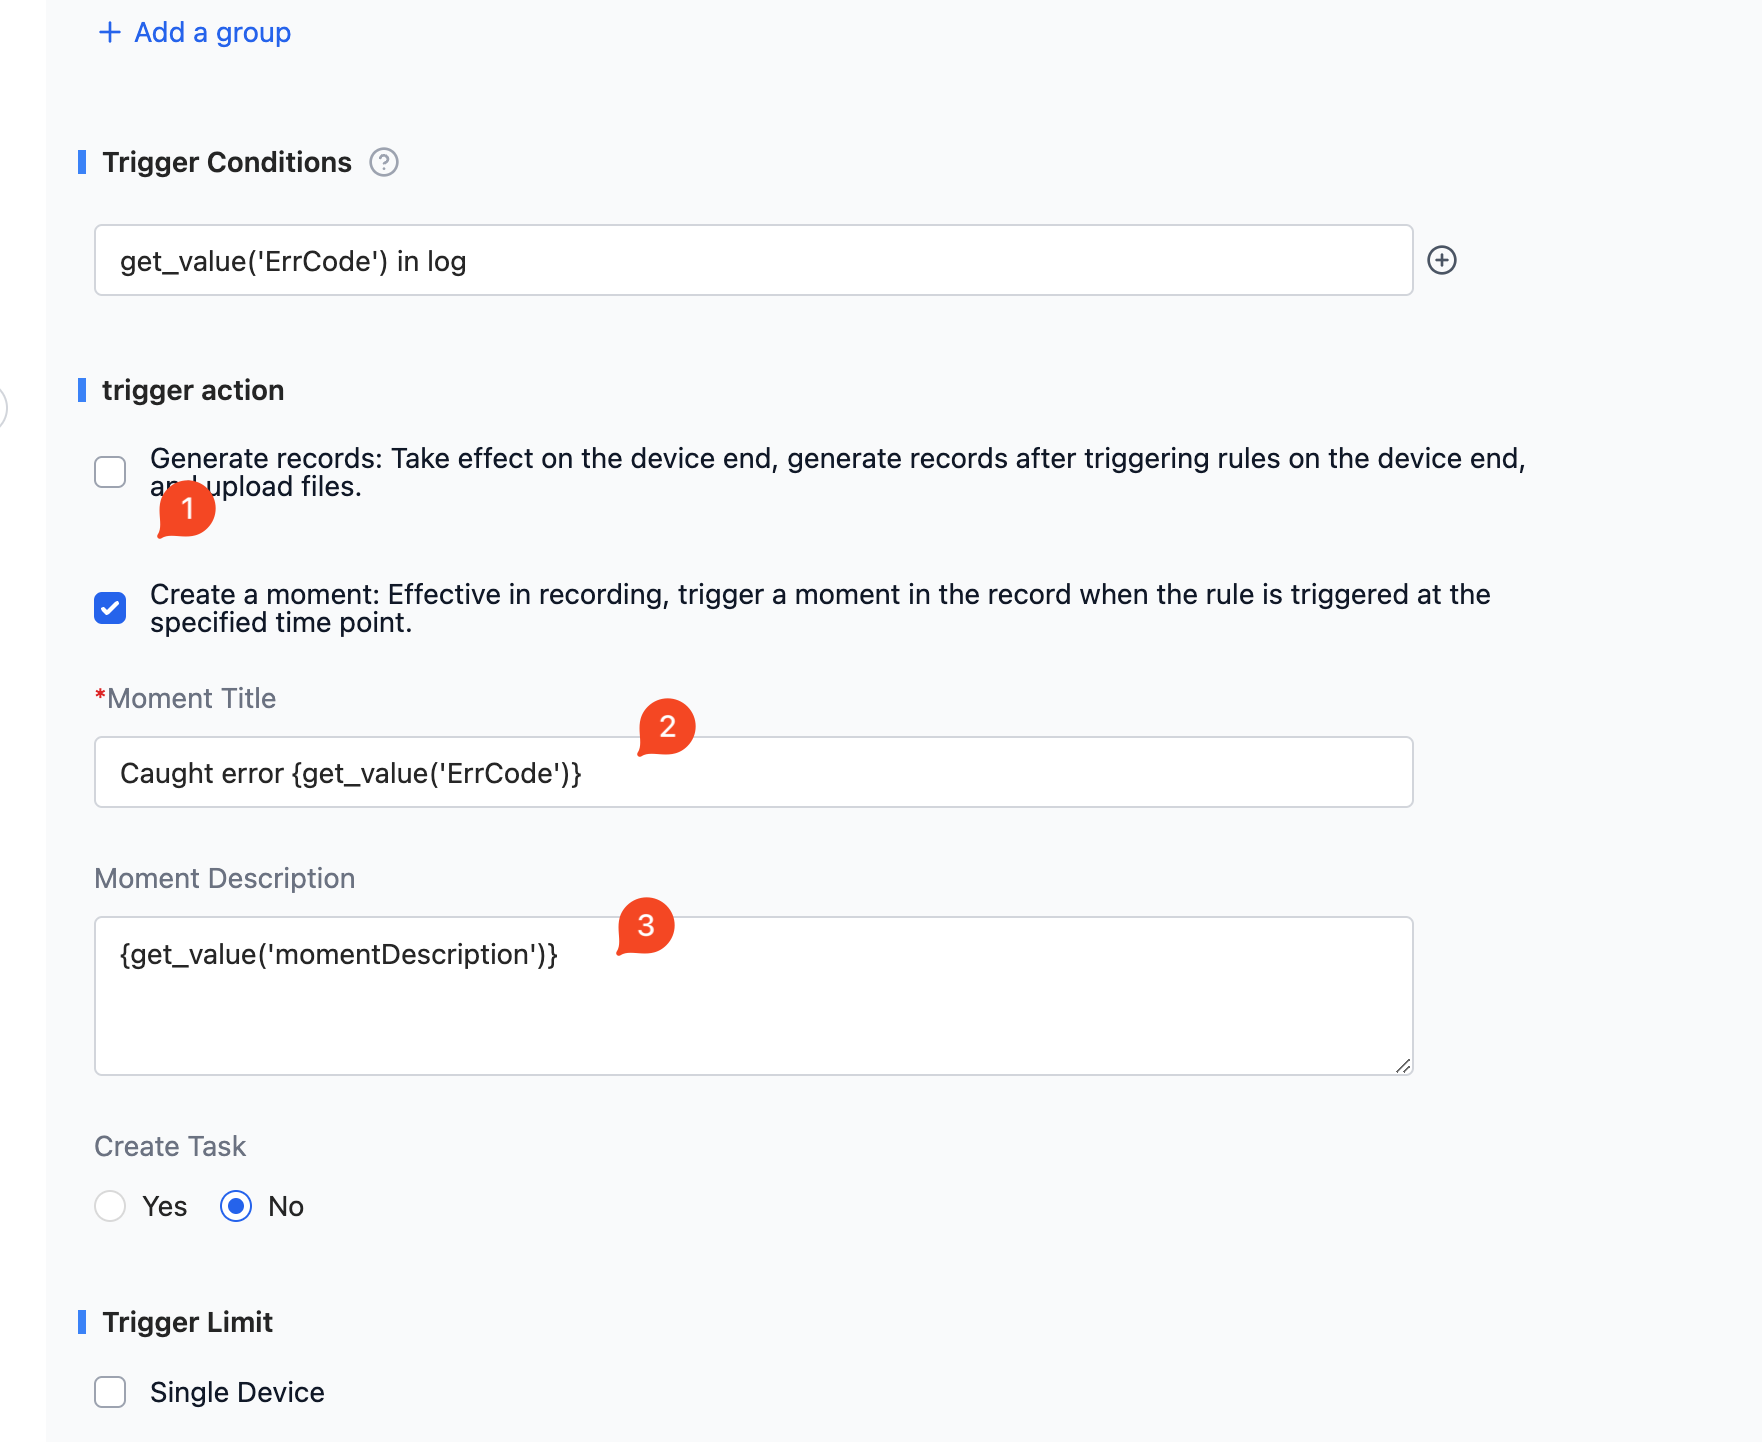 + Add a group
Trigger Conditions ?
get_value('ErrCode') in log
trigger action
Generate records: Take effect on the device end, generate records after triggering rules on the device end,
upload files.
1
Create a moment: Effective in recording, trigger a moment in the record when the rule is triggered at the
specified time point.
*Moment Title
2
Caught error {get_value('ErrCode')}
Moment Description
3
{get_value('momentDescription')}
Create Task
Yes No
Trigger Limit
Single Device